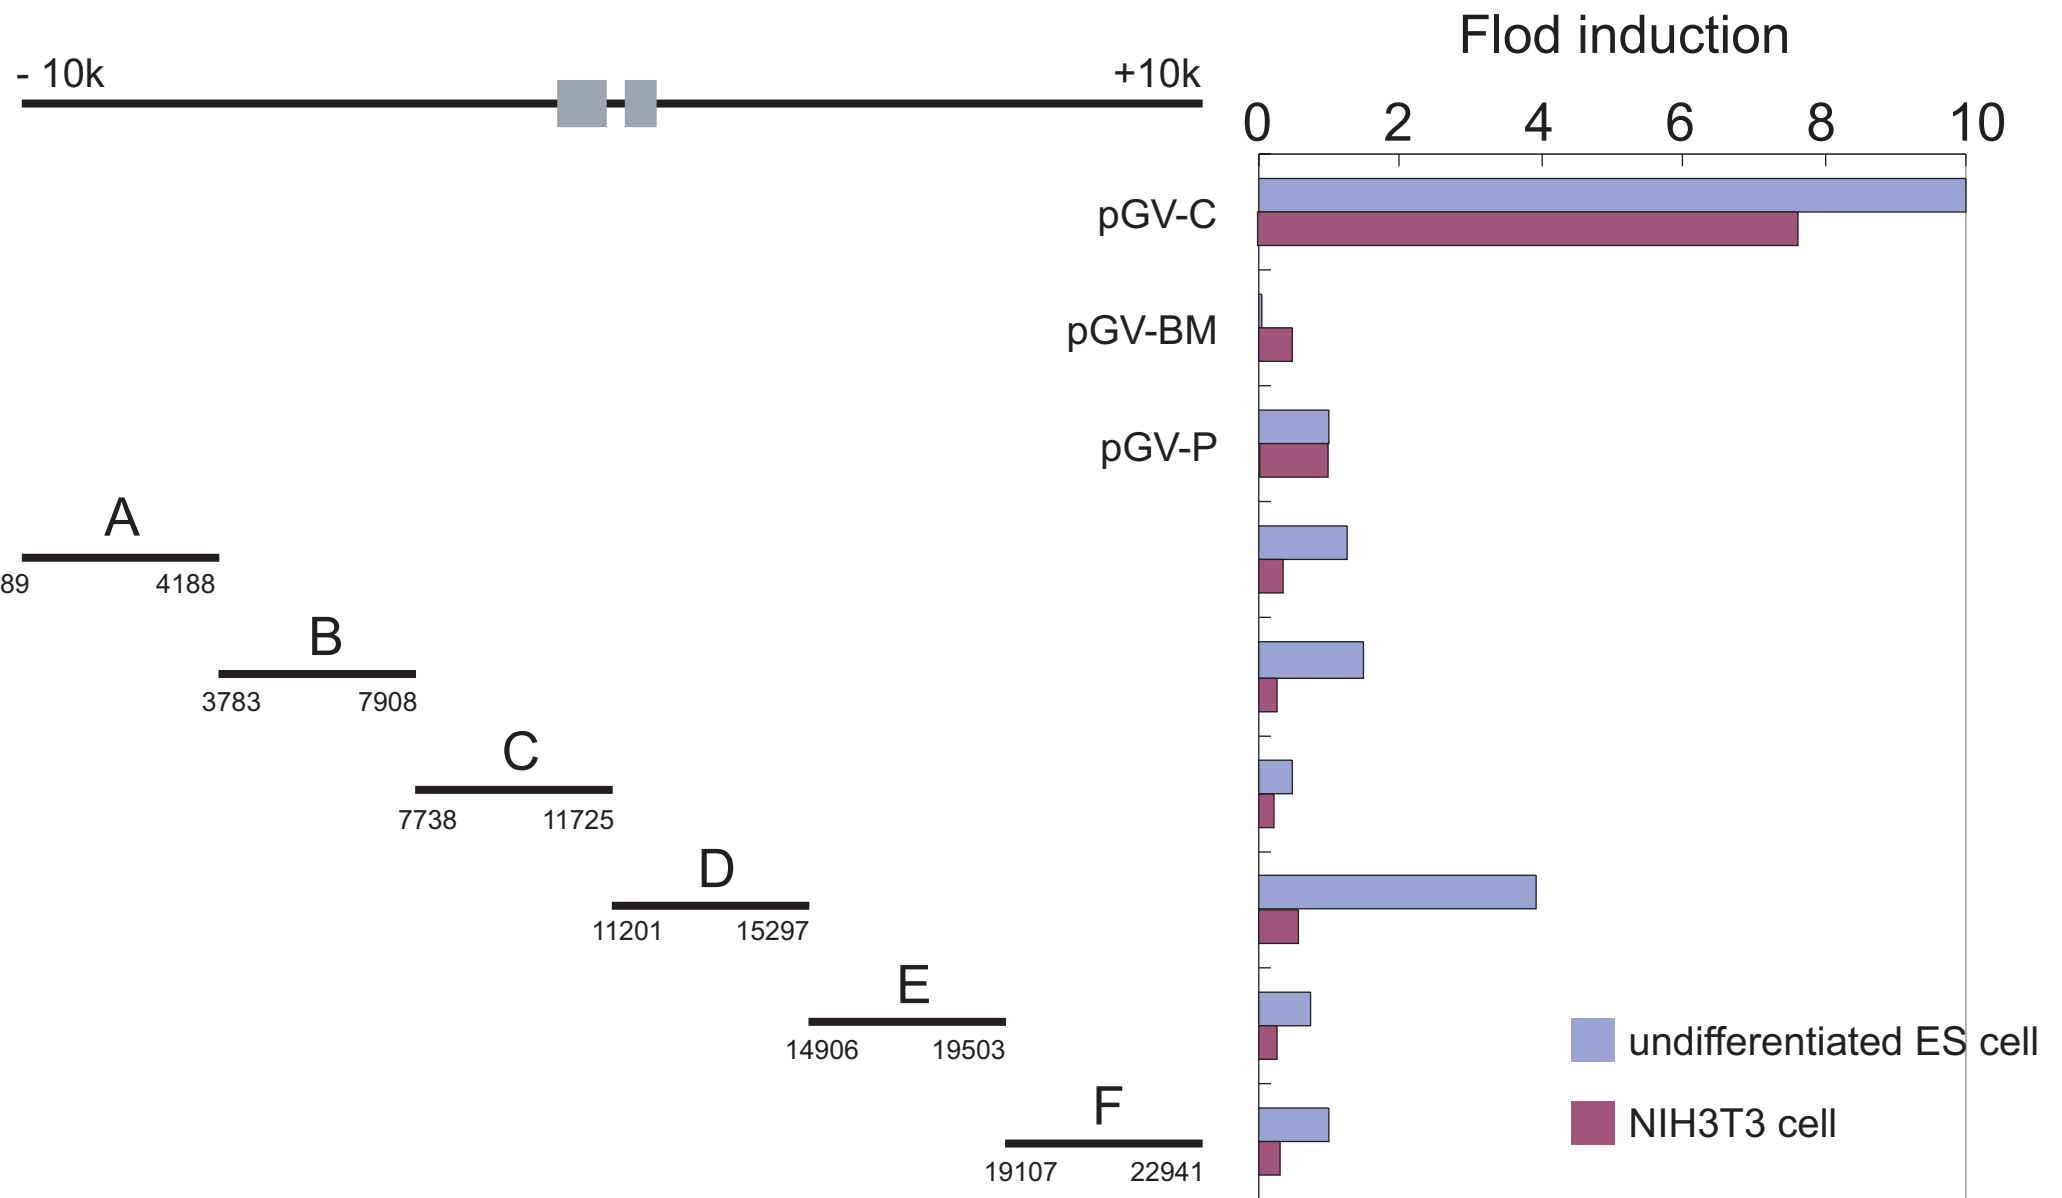 Flod induction
- 10k
+10k
0 2 4 6 8 10
pGV-C
pGV-BM
pGV-P
A
89 4188
B
3783 7908
C
7738 11725
D
11201 15297
E
14906 19503
undifferentiated ES cell
F
NIH3T3 cell
19107 22941